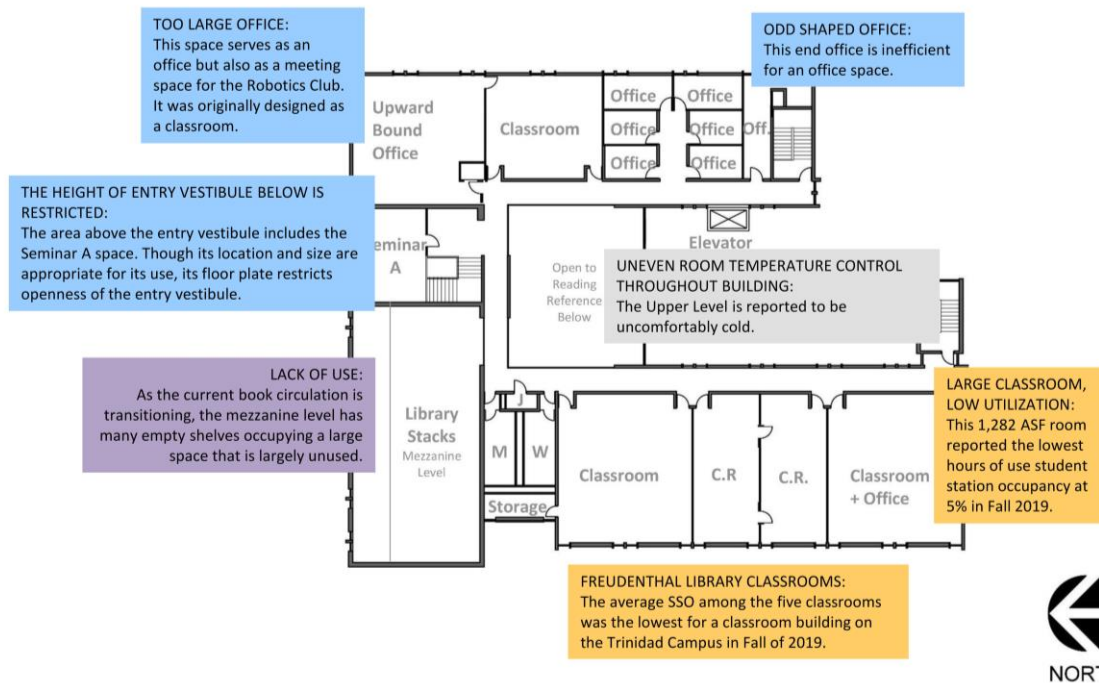 TOO LARGE OFFICE:
This space serves as an
office but also as a meeting
space for the Robotics Club.
It was originally designed as
a classroom.
ODD SHAPED OFFICE:
This end office is inefficient
for an office space.
Upward
Bound
Office
Classroom
Office
Office
Office
Office
Office
Office
Off.
THE HEIGHT OF ENTRY VESTIBULE BELOW IS
RESTRICTED:
The area above the entry vestibule includes the
Seminar A space. Though its location and size are
appropriate for its use, its floor plate restricts
openness of the entry vestibule.
eminar
A
Open to
Reading
Reference
Below
Elevator
UNEVEN ROOM TEMPERATURE CONTROL
THROUGHOUT BUILDING:
The Upper Level is reported to be
uncomfortably cold.
LACK OF USE:
As the current book circulation is
transitioning, the mezzanine level has
many empty shelves occupying a large
space that is largely unused.
Library
Stacks
Mezzanine
Level
J
M
W
Storage
Classroom
C.R
C.R.
Classroom
+ Office
LARGE CLASSROOM,
LOW UTILIZATION:
This 1,282 ASF room
reported the lowest
hours of use student
station occupancy at
5% in Fall 2019.
FREUDENTHAL LIBRARY CLASSROOMS:
The average SSO among the five classrooms
was the lowest for a classroom building on
the Trinidad Campus in Fall of 2019.
NORT